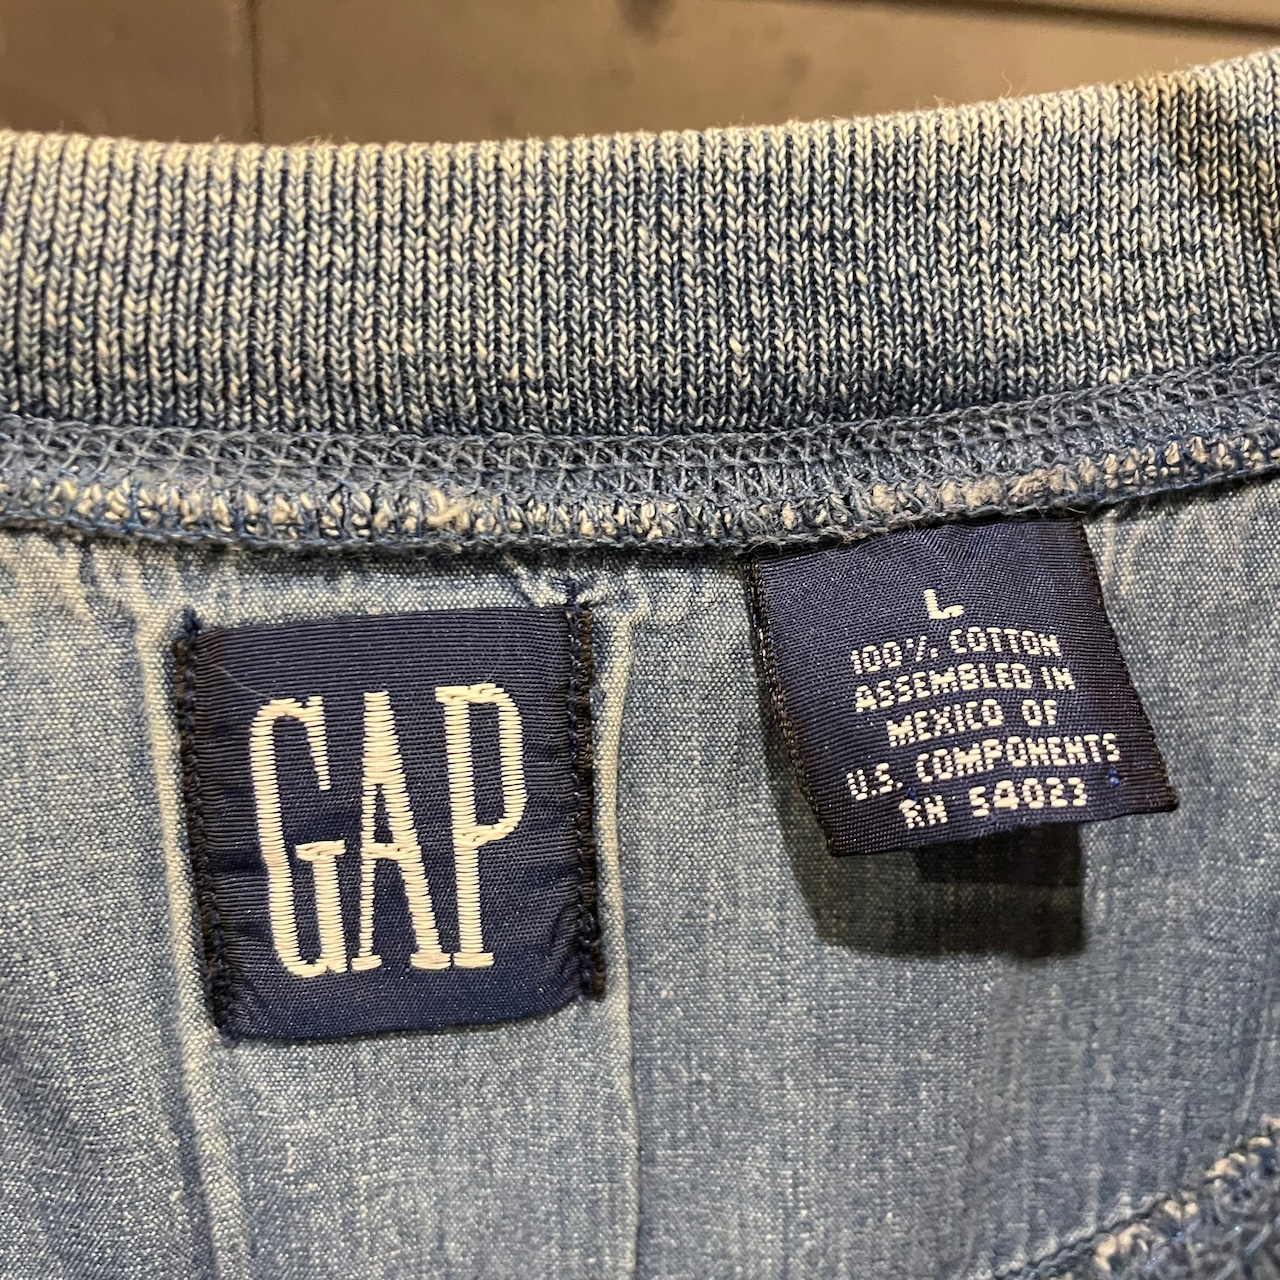 GAP
L
100% COTTON
ASSEMBLED IN
MEXICO OF
U.S. COMPONENTS
RN 54023